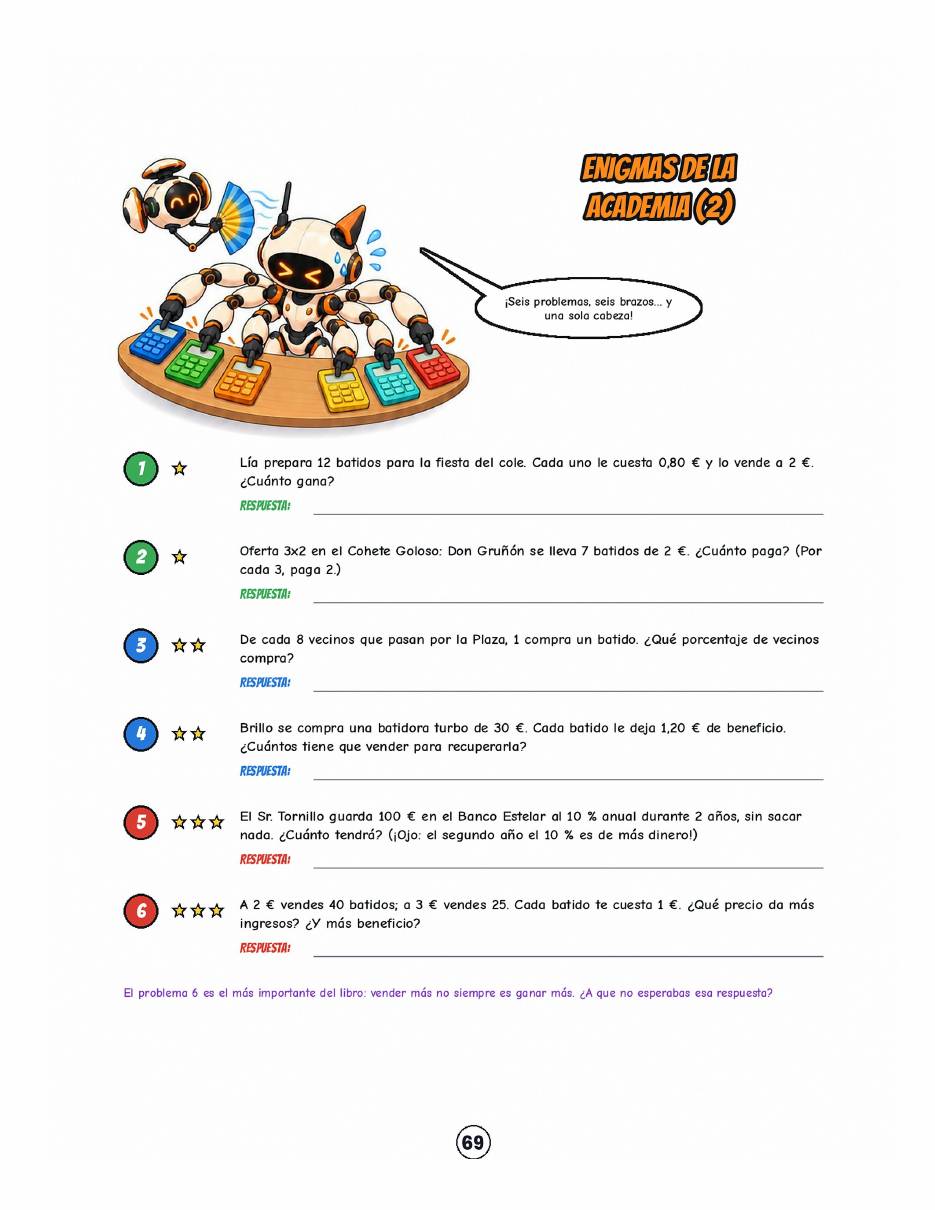 ENIGMAS DE LA
ACADEMIA (2)
¡Seis problemas, seis brazos... y
una sola cabeza!
1
Lía prepara 12 batidos para la fiesta del cole. Cada uno le cuesta 0,80 € y lo vende a 2 €.
¿Cuánto gana?
RESPUESTA:
2
Oferta 3x2 en el Cohete Goloso: Don Gruñón se lleva 7 batidos de 2 €. ¿Cuánto paga? (Por
cada 3, paga 2.)
RESPUESTA:
3
De cada 8 vecinos que pasan por la Plaza, 1 compra un batido. ¿Qué porcentaje de vecinos
compra?
RESPUESTA:
4
Brillo se compra una batidora turbo de 30 €. Cada batido le deja 1,20 € de beneficio.
¿Cuántos tiene que vender para recuperarla?
RESPUESTA:
5
El Sr. Tornillo guarda 100 € en el Banco Estelar al 10 % anual durante 2 años, sin sacar
nada. ¿Cuánto tendrá? (¡Ojo: el segundo año el 10 % es de más dinero!)
RESPUESTA:
6
A 2 € vendes 40 batidos; a 3 € vendes 25. Cada batido te cuesta 1 €. ¿Qué precio da más
ingresos? ¿Y más beneficio?
RESPUESTA:
El problema 6 es el más importante del libro: vender más no siempre es ganar más. ¿A que no esperabas esa respuesta?
69